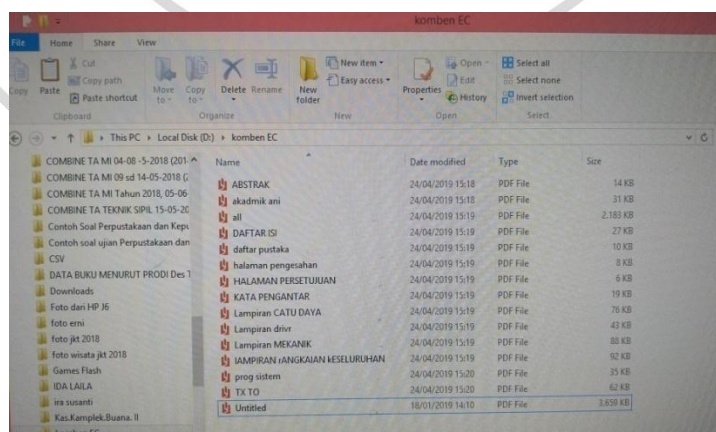 komben EC
File Home Share View
Copy Paste Cut Copy path Paste shortcut Move to Copy to Delete Rename New folder New item Easy access Properties Open Edit History Select all Select none Invert selection
Clipboard Organize New Open Select
This PC Local Disk (D:) komben EC
Name Date modified Type Size
COMBINE TA MI 04-08 -5-2018 (201
COMBINE TA MI 09 sd 14-05-2018 (
COMBINE TA MI Tahun 2018, 05-06
COMBINE TA TEKNIK SIPIL 15-05-20
Contoh Soal Perpustakaan dan Kepu
Contoh soal ujian Perpustakaan dan
CSV
DATA BUKU MENURUT PRODI Des 1
Downloads
Foto dari HP J6
foto erni
foto jkt 2018
foto wisata jkt 2018
Games Flash
IDA LAILA
ira susanti
Kas.Kamplek.Buana. II
ABSTRAK 24/04/2019 15:18 PDF File 14 KB
akadmik ani 24/04/2019 15:18 PDF File 31 KB
all 24/04/2019 15:19 PDF File 2.183 KB
DAFTAR ISI 24/04/2019 15:19 PDF File 27 KB
daftar pustaka 24/04/2019 15:19 PDF File 10 KB
halaman pengesahan 24/04/2019 15:19 PDF File 8 KB
HALAMAN PERSETUJUAN 24/04/2019 15:19 PDF File 6 KB
KATA PENGANTAR 24/04/2019 15:19 PDF File 19 KB
Lampiran CATU DAYA 24/04/2019 15:19 PDF File 76 KB
Lampiran drivr 24/04/2019 15:19 PDF File 43 KB
Lampiran MEKANIK 24/04/2019 15:19 PDF File 88 KB
lAMPIRAN rANGKAIAN kESELURUHAN 24/04/2019 15:19 PDF File 92 KB
prog sistem 24/04/2019 15:20 PDF File 35 KB
TX TO 24/04/2019 15:20 PDF File 62 KB
Untitled 18/01/2019 14:10 PDF File 3.659 KB